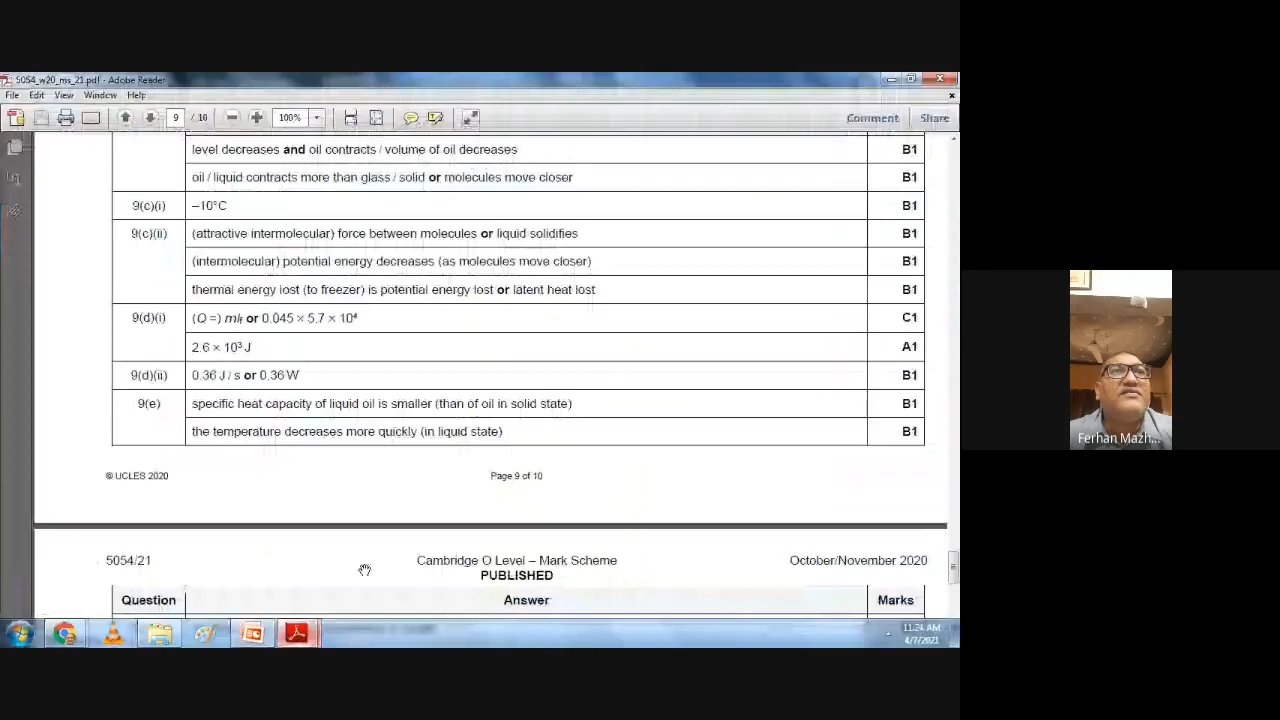 5054_w20_ms_21.pdf - Adobe Reader
File Edit View Window Help
9 / 10 100% Comment Share
level decreases and oil contracts / volume of oil decreases B1
oil / liquid contracts more than glass / solid or molecules move closer B1
9(c)(i) –10°C B1
9(c)(ii) (attractive intermolecular) force between molecules or liquid solidifies B1
(intermolecular) potential energy decreases (as molecules move closer) B1
thermal energy lost (to freezer) is potential energy lost or latent heat lost B1
9(d)(i) (Q =) mlf or 0.045 × 5.7 × 10⁴ C1
2.6 × 10³ J A1
9(d)(ii) 0.36 J / s or 0.36 W B1
9(e) specific heat capacity of liquid oil is smaller (than of oil in solid state) B1
the temperature decreases more quickly (in liquid state) B1
© UCLES 2020 Page 9 of 10
5054/21 Cambridge O Level – Mark Scheme October/November 2020
PUBLISHED
Question Answer Marks
11:24 AM
4/7/2021
Ferhan Mazh...